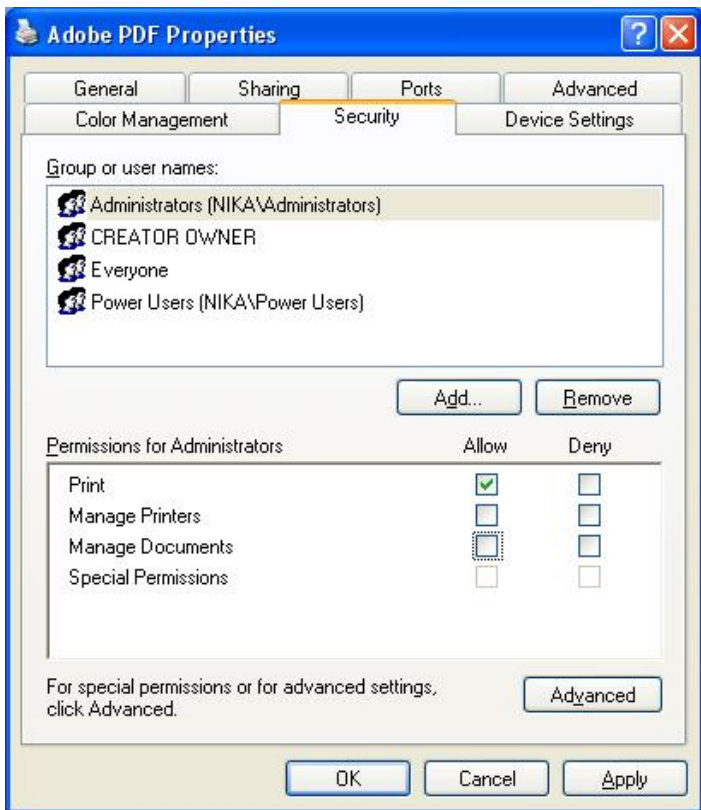 Adobe PDF Properties
General Sharing Ports Advanced
Color Management Security Device Settings
Group or user names:
Administrators (NIKA\Administrators)
CREATOR OWNER
Everyone
Power Users (NIKA\Power Users)
Add... Remove
Permissions for Administrators Allow Deny
Print
Manage Printers
Manage Documents
Special Permissions
For special permissions or for advanced settings,
click Advanced.
Advanced
OK Cancel Apply